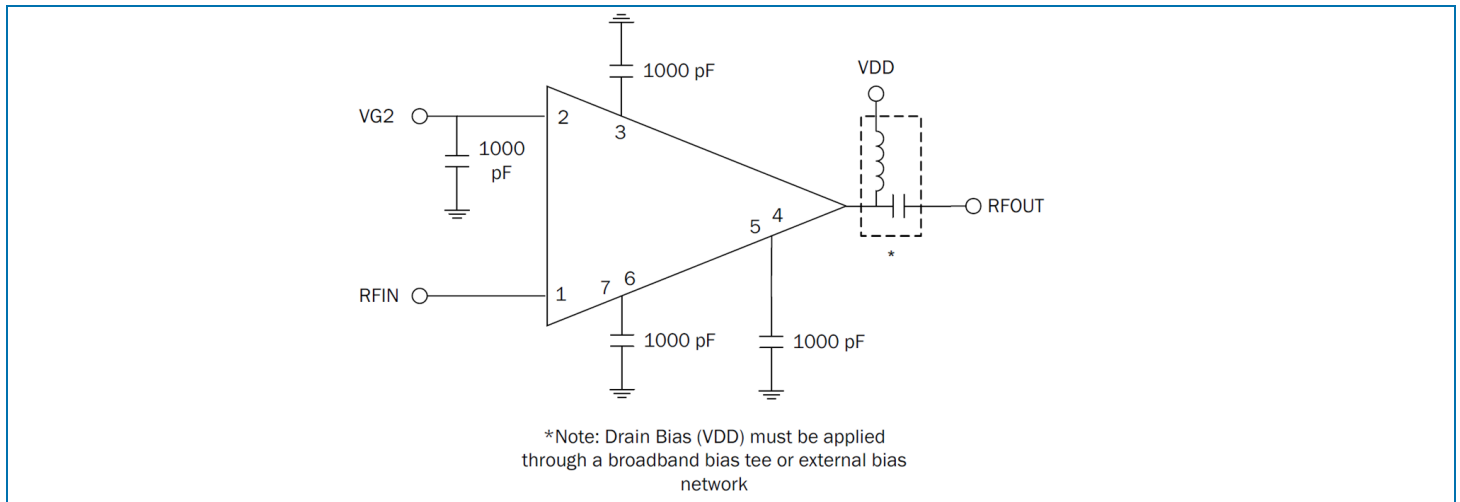 1000 pF
VDD
VG2
2
3
1000
pF
5
4
RFOUT
*
RFIN
1
7
6
1000 pF
1000 pF
*Note: Drain Bias (VDD) must be applied
through a broadband bias tee or external bias
network